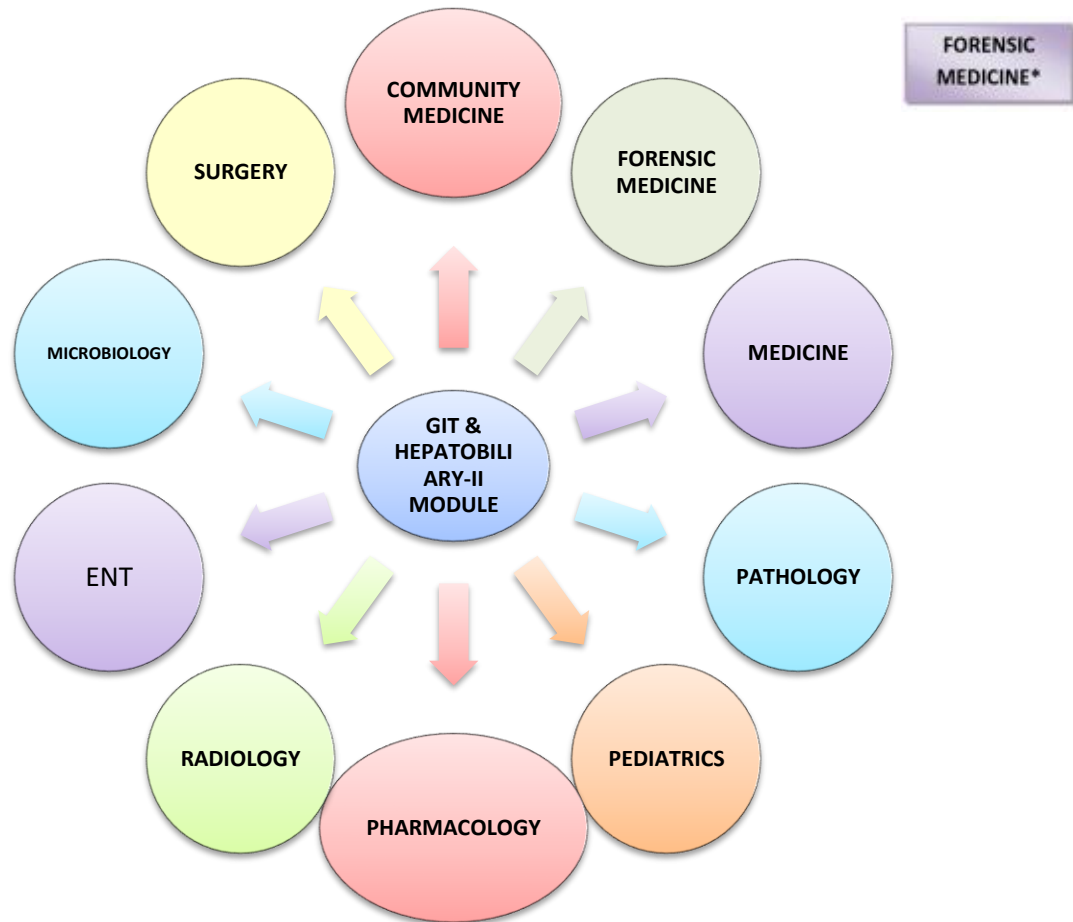 COMMUNITY
MEDICINE
FORENSIC
MEDICINE*
SURGERY
FORENSIC
MEDICINE
MICROBIOLOGY
MEDICINE
GIT &
HEPATOBILI
ARY-II
MODULE
ENT
PATHOLOGY
RADIOLOGY
PEDIATRICS
PHARMACOLOGY